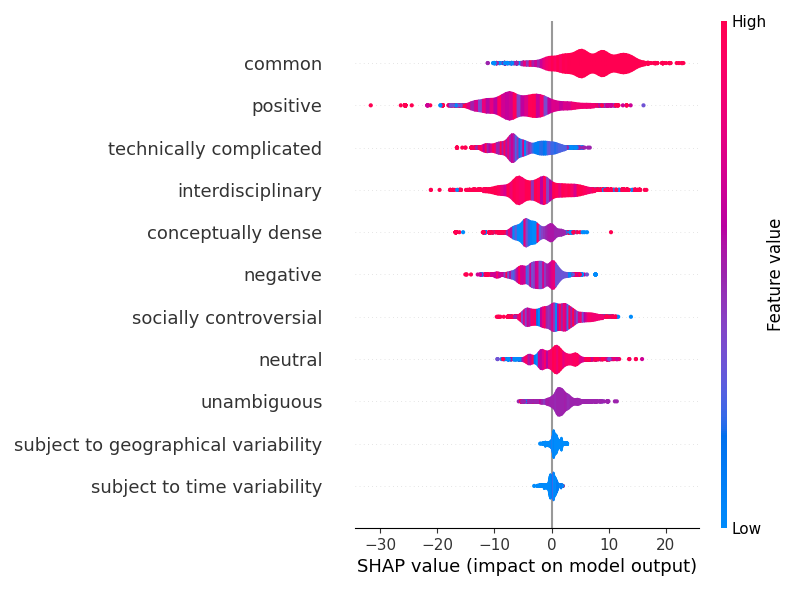 High
common
positive
technically complicated
interdisciplinary
conceptually dense
negative
socially controversial
neutral
unambiguous
subject to geographical variability
subject to time variability
Feature value
Low
−30 −20 −10 0 10 20
SHAP value (impact on model output)